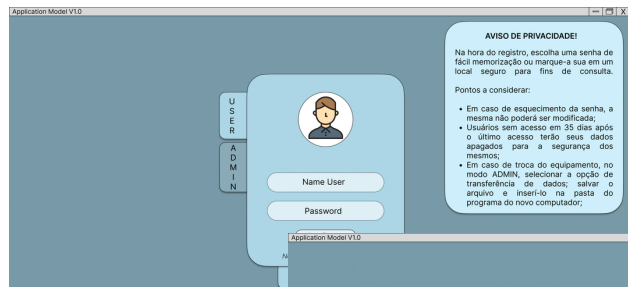 Application Model V1.0
X
AVISO DE PRIVACIDADE!
Na hora do registro, escolha uma senha de
fácil memorização ou marque-a sua em um
local seguro para fins de consulta.
Pontos a considerar:
• Em caso de esquecimento da senha, a
mesma não poderá ser modificada;
• Usuários sem acesso em 35 dias após
o último acesso terão seus dados
apagados para a segurança dos
mesmos;
• Em caso de troca do equipamento, no
modo ADMIN, selecionar a opção de
transferência de dados; salvar o
arquivo e inserí-lo na pasta do
programa do novo computador;
USER
ADMIN
Name User
Password
Application Model V1.0